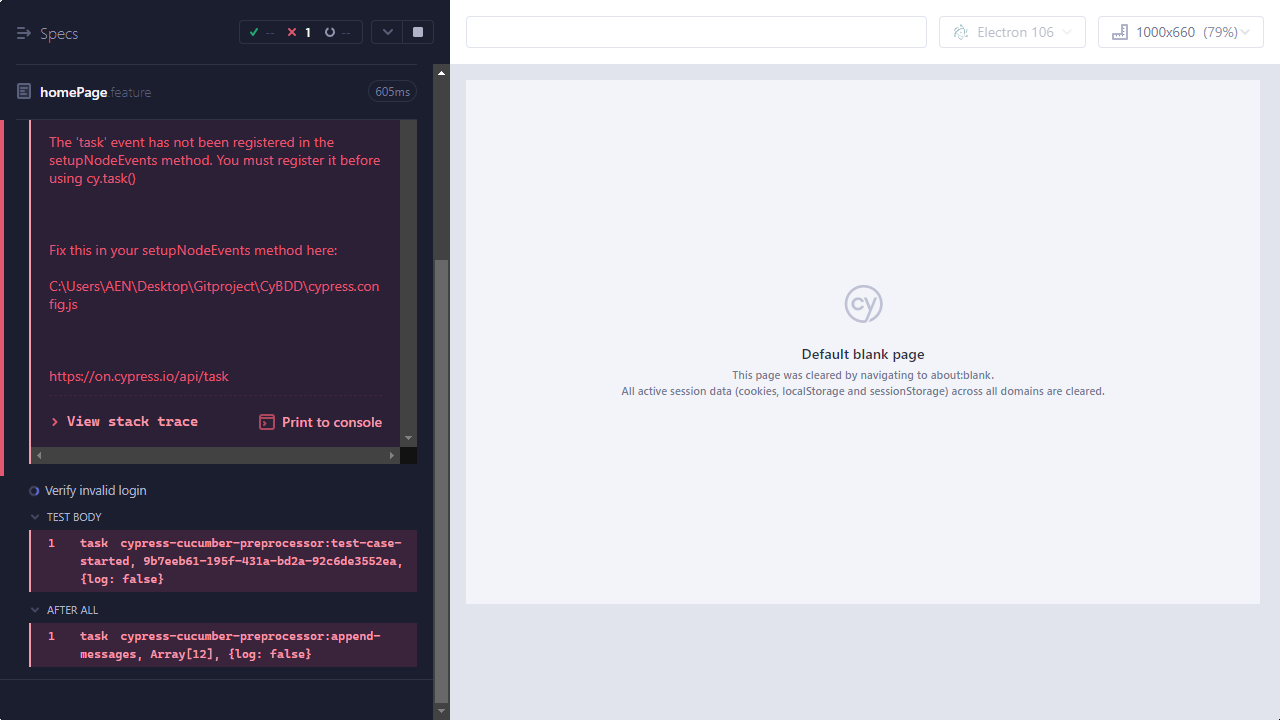 Specs
-- 1 --
Electron 106
1000x660 (79%)
homePage.feature
605ms
The 'task' event has not been registered in the
setupNodeEvents method. You must register it before
using cy.task()
Fix this in your setupNodeEvents method here:
C:\Users\AEN\Desktop\Gitproject\CyBDD\cypress.con
fig.js
https://on.cypress.io/api/task
View stack trace
Print to console
Verify invalid login
TEST BODY
1 task cypress-cucumber-preprocessor:test-case-
started, 9b7eeb61-195f-431a-bd2a-92c6de3552ea,
{log: false}
AFTER ALL
1 task cypress-cucumber-preprocessor:append-
messages, Array[12], {log: false}
cy
Default blank page
This page was cleared by navigating to about:blank.
All active session data (cookies, localStorage and sessionStorage) across all domains are cleared.